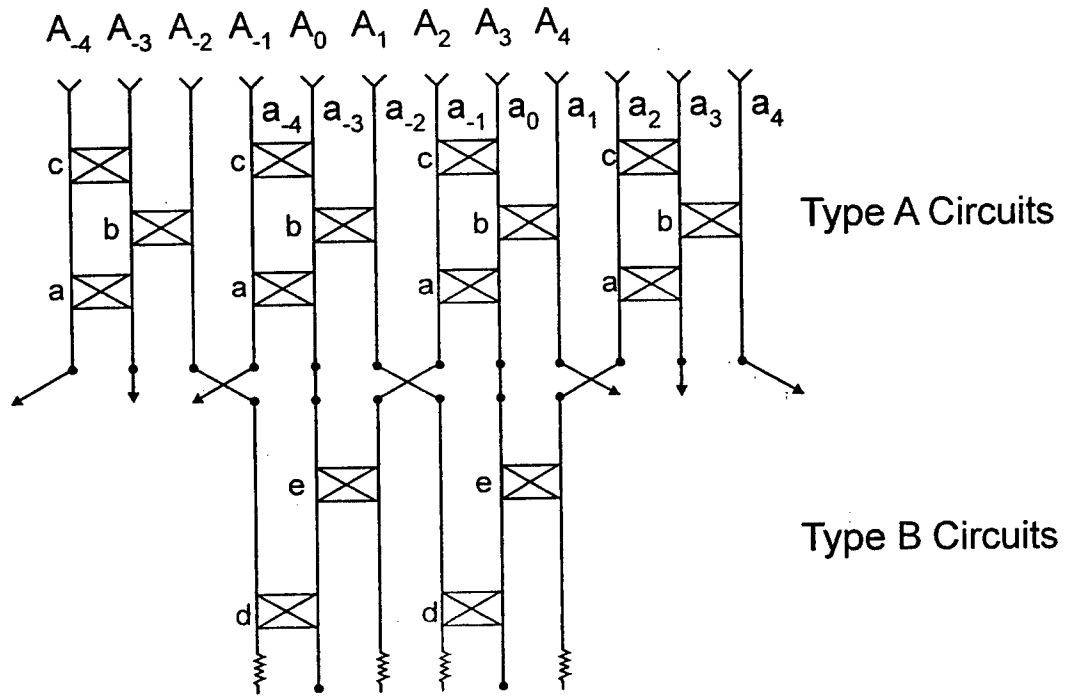 A₋₄ A₋₃ A₋₂ A₋₁ A₀ A₁ A₂ A₃ A₄
a₋₄ a₋₃ a₋₂ a₋₁ a₀ a₁ a₂ a₃ a₄
c c c c
b b b b Type A Circuits
a a a a
e e
Type B Circuits
d d